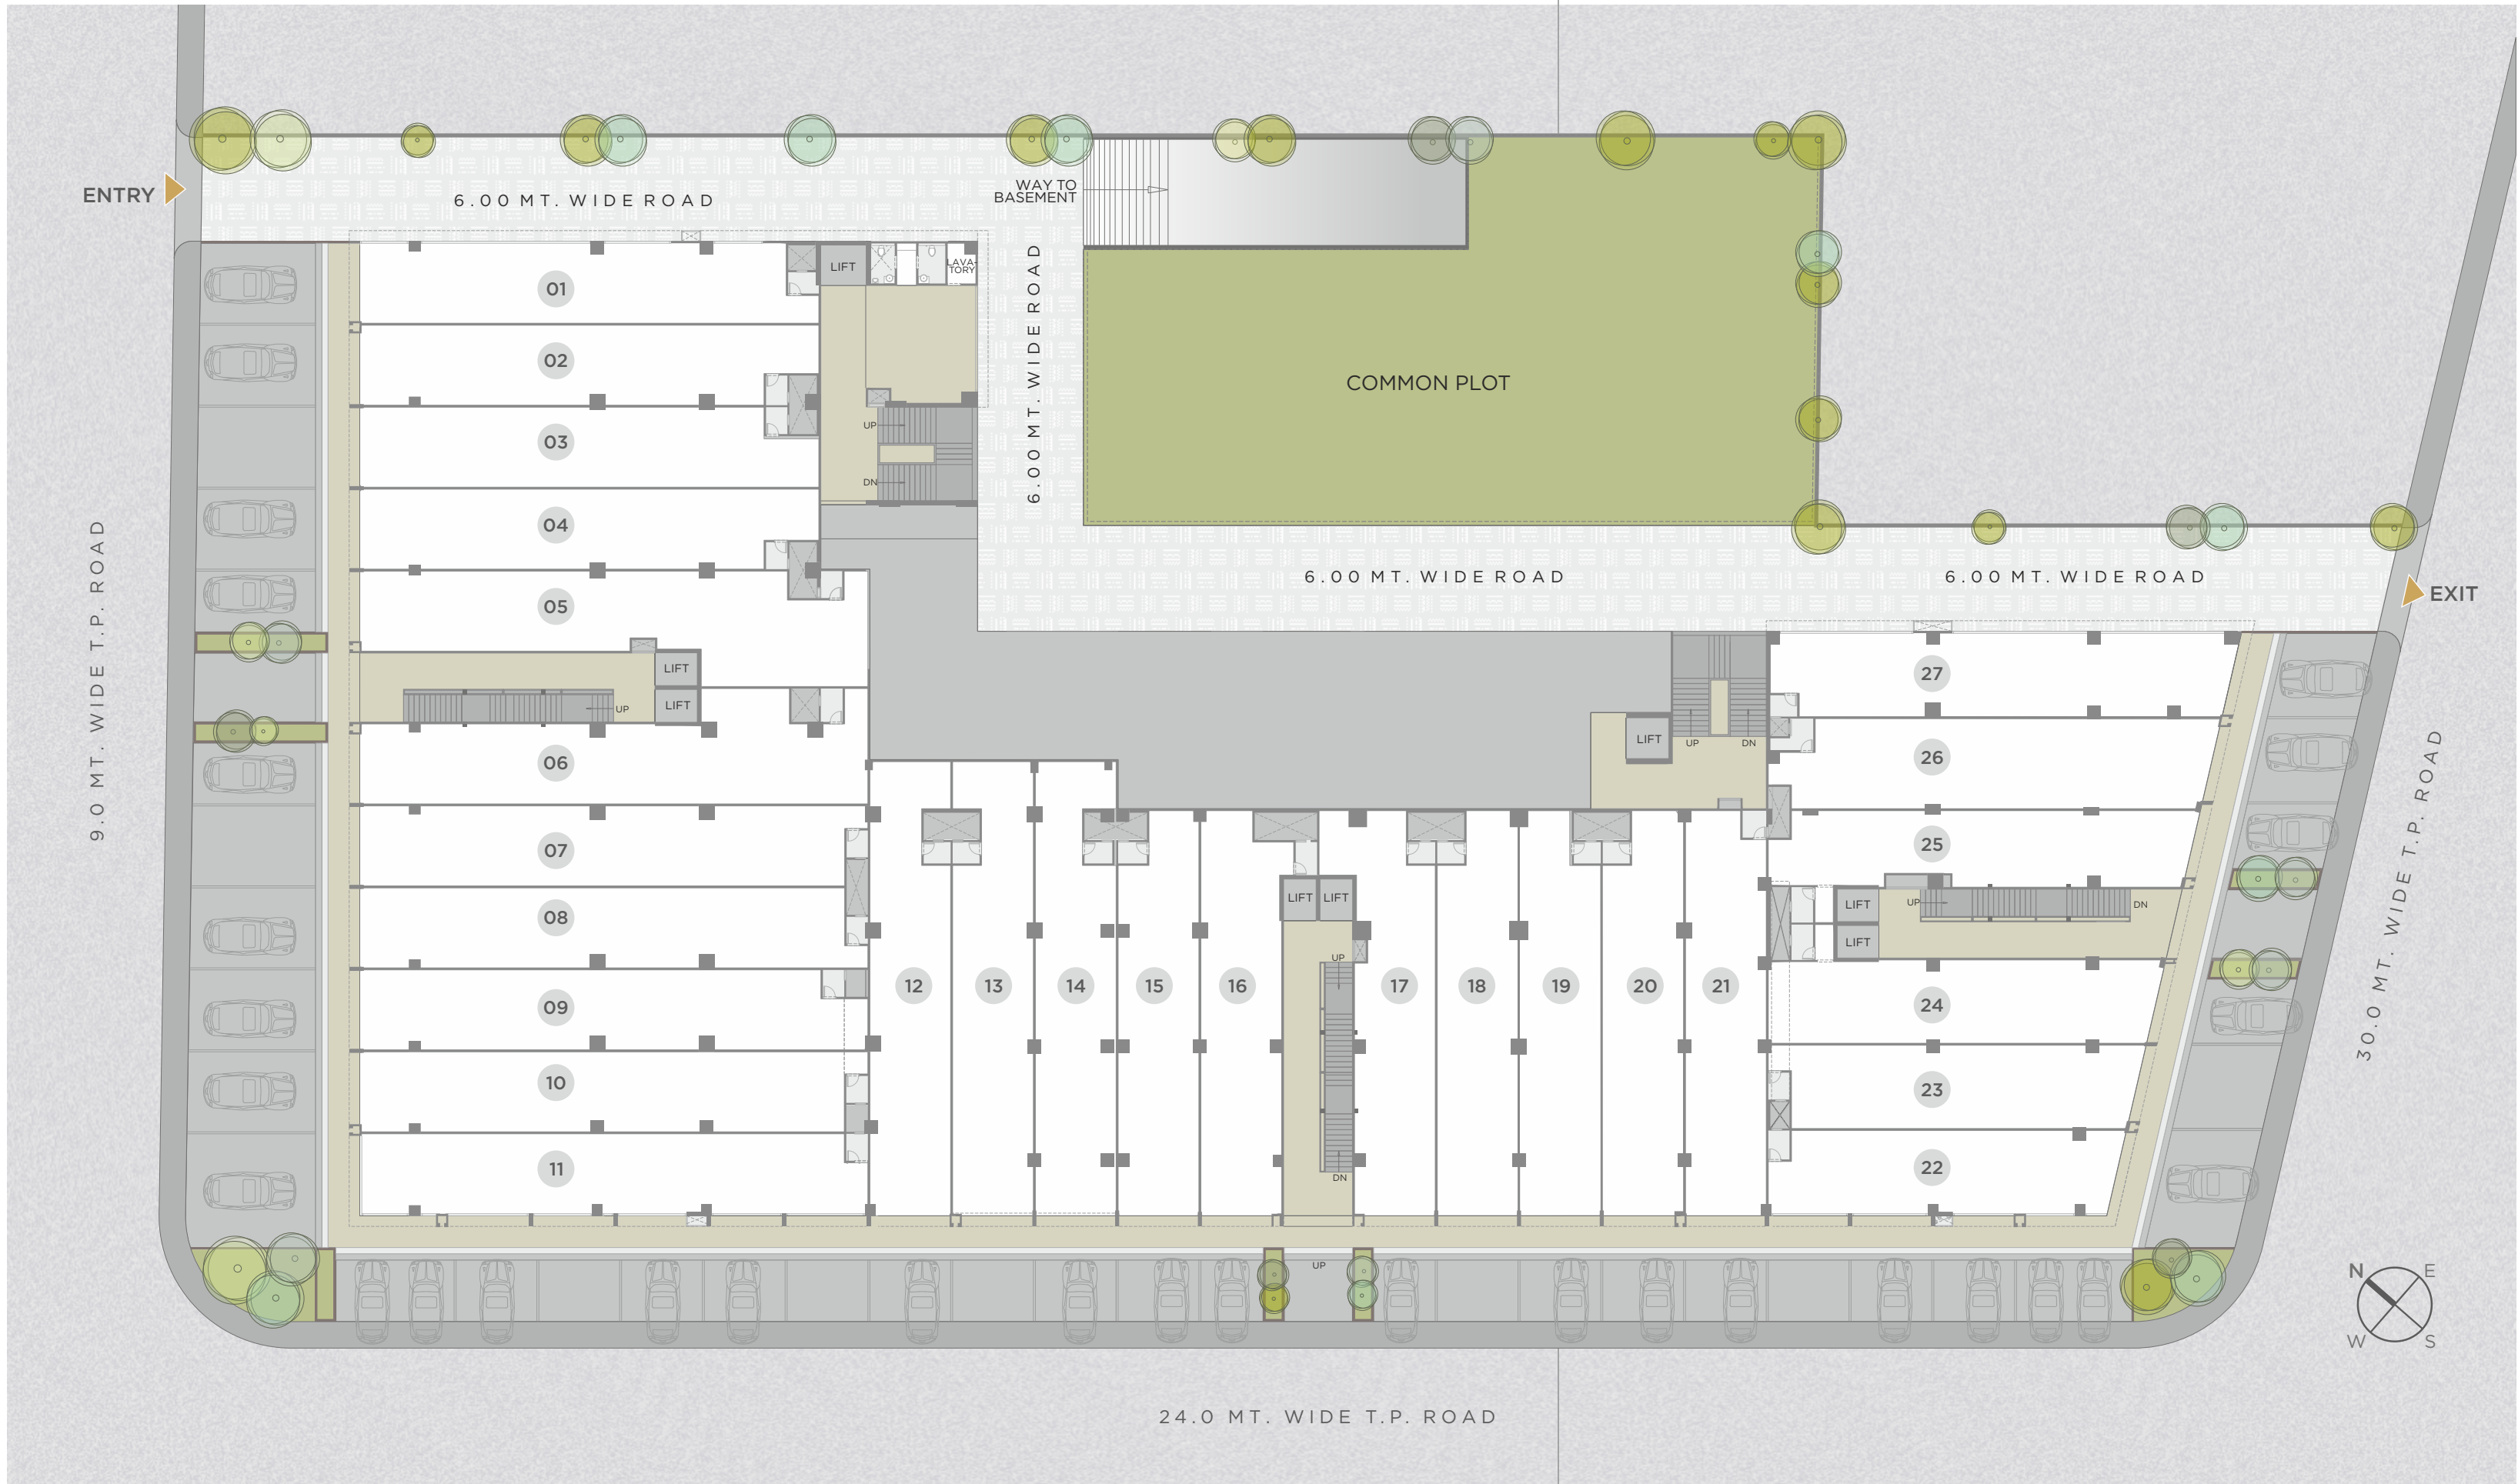 ENTRY
6.00 MT. WIDE ROAD
WAY TO
BASEMENT
LIFT
LAVA-
TORY
01
6.00 MT. WIDE ROAD
02
COMMON PLOT
03
UP
DN
04
6.00 MT. WIDE ROAD
6.00 MT. WIDE ROAD
EXIT
05
LIFT
LIFT
UP
27
LIFT
UP
DN
06
26
9.0 MT. WIDE T.P. ROAD
07
25
LIFT
LIFT
LIFT
UP
DN
08
LIFT
30.0 MT. WIDE T.P. ROAD
UP
12
13
14
15
16
17
18
19
20
21
09
24
10
23
11
22
DN
UP
N
E
W
S
24.0 MT. WIDE T.P. ROAD